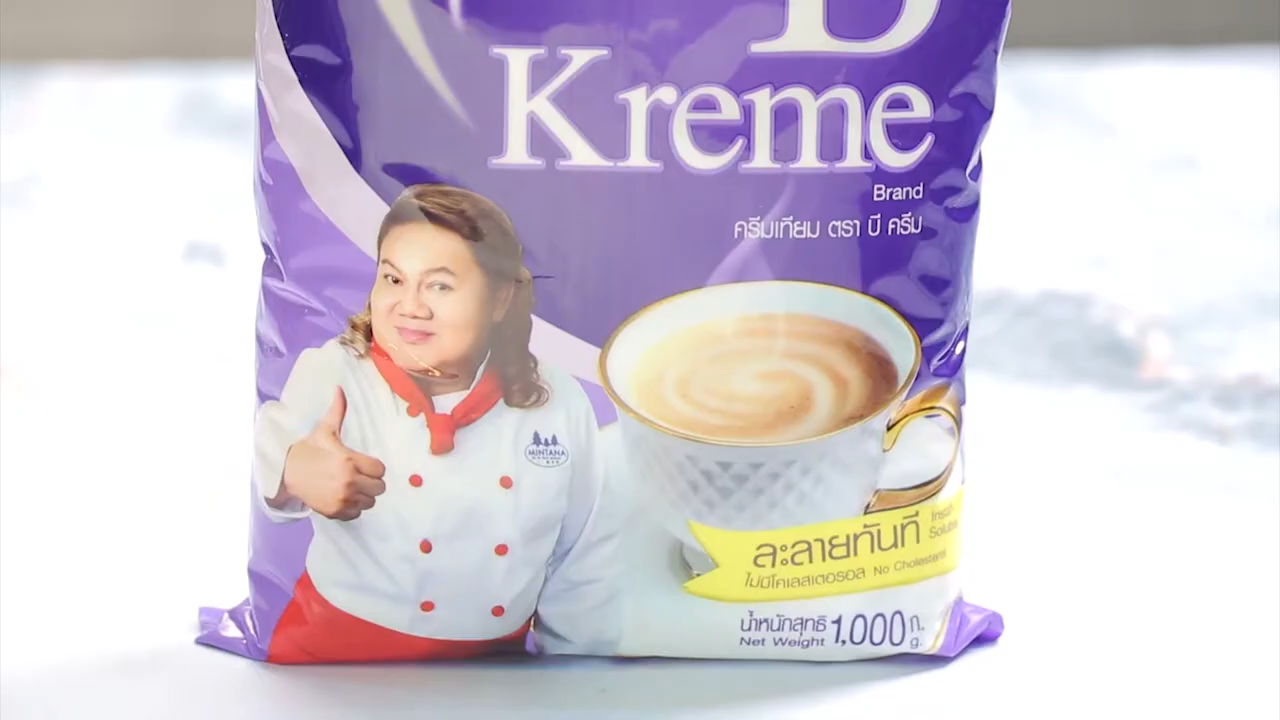 B
Kreme
Brand
ครีมเทียม ตรา บี ครีม
MINTANA
ละลายทันที
ไม่มีโคเลสเตอรอล No Cholesterol
น้ำหนักสุทธิ 1,000 ก.
Net Weight g.